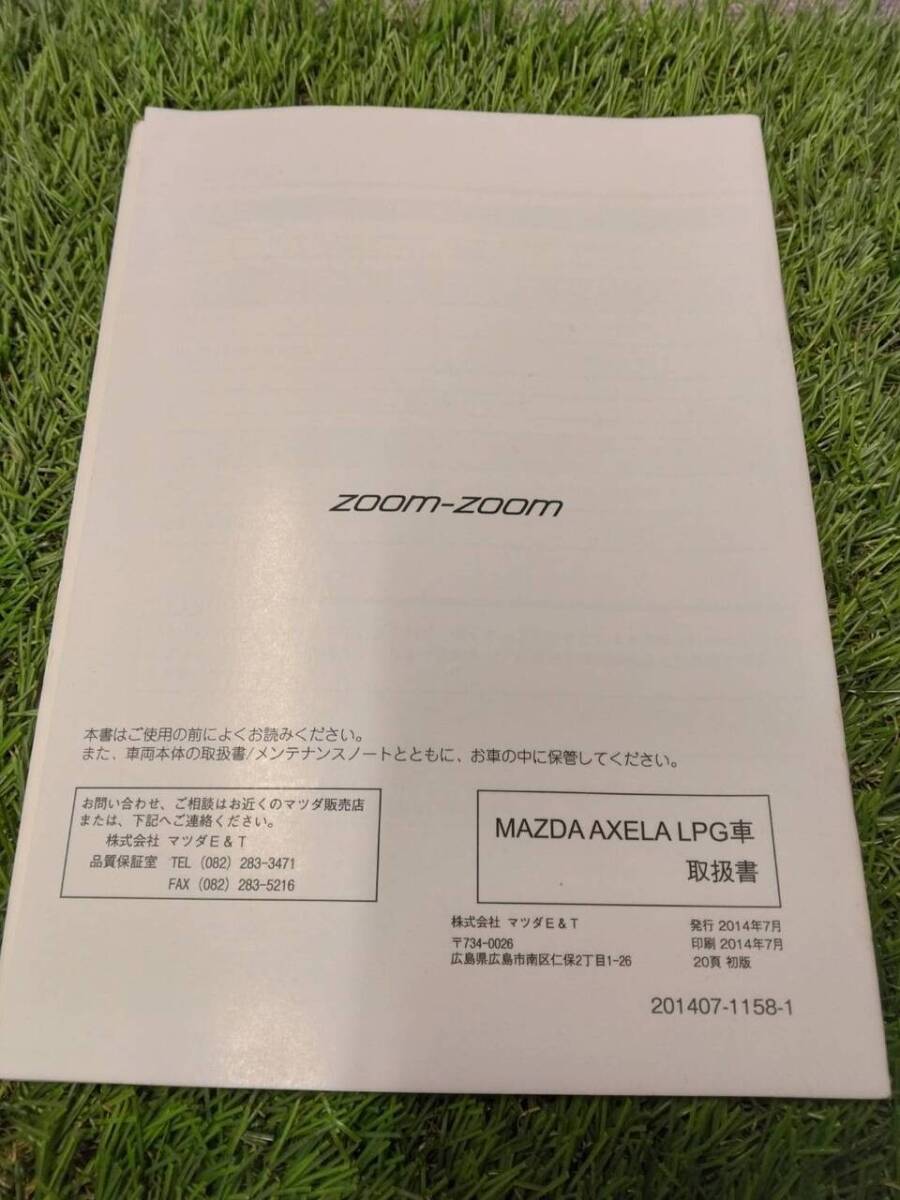 zoom-zoom
本書はご使用の前によくお読みください。
また、車両本体の取扱書/メンテナンスノートとともに、お車の中に保管してください。
お問い合わせ、ご相談はお近くのマツダ販売店
または、下記へご連絡ください。
株式会社 マツダE&T
品質保証室 TEL (082) 283-3471
FAX (082) 283-5216
MAZDA AXELA LPG車
取扱書
株式会社 マツダE&T
〒734-0026
広島県広島市南区仁保2丁目1-26
発行 2014年7月
印刷 2014年7月
20頁 初版
201407-1158-1